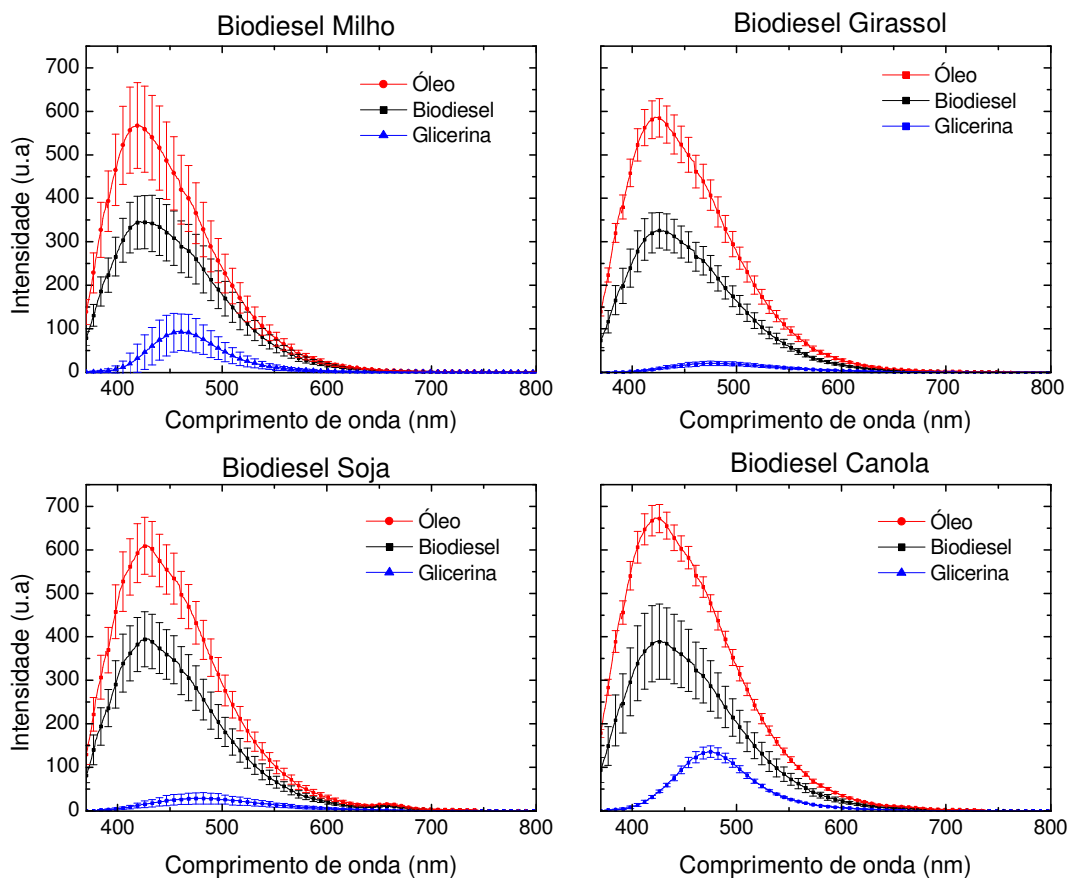 Biodiesel Milho
700
600
500
400
300
200
100
0
400 500 600 700 800
Intensidade (u.a)
Comprimento de onda (nm)
Óleo
Biodiesel
Glicerina
Biodiesel Girassol
400 500 600 700 800
Comprimento de onda (nm)
Óleo
Biodiesel
Glicerina
Biodiesel Soja
700
600
500
400
300
200
100
0
400 500 600 700 800
Intensidade (u.a)
Comprimento de onda (nm)
Óleo
Biodiesel
Glicerina
Biodiesel Canola
400 500 600 700 800
Comprimento de onda (nm)
Óleo
Biodiesel
Glicerina